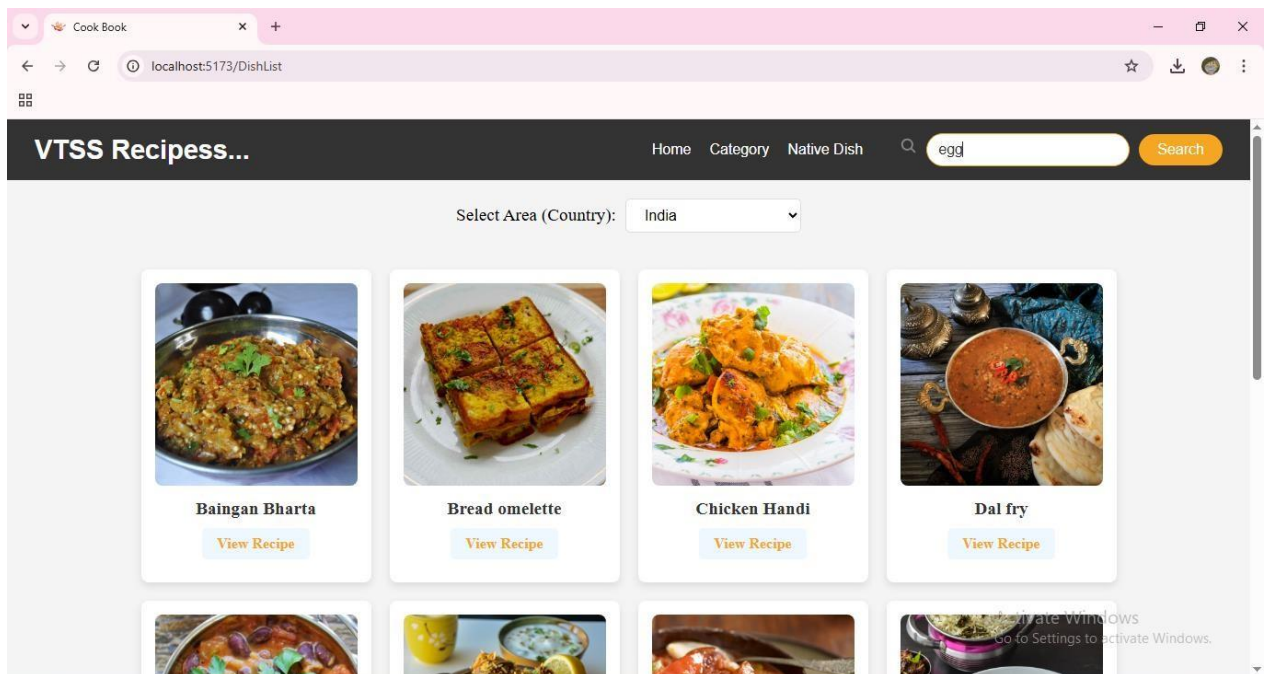 Cook Book
localhost:5173/DishList
VTSS Recipess...
Home Category Native Dish egg Search
Select Area (Country): India
Baingan Bharta Bread omelette Chicken Handi Dal fry
View Recipe View Recipe View Recipe View Recipe
Activate Windows
Go to Settings to activate Windows.